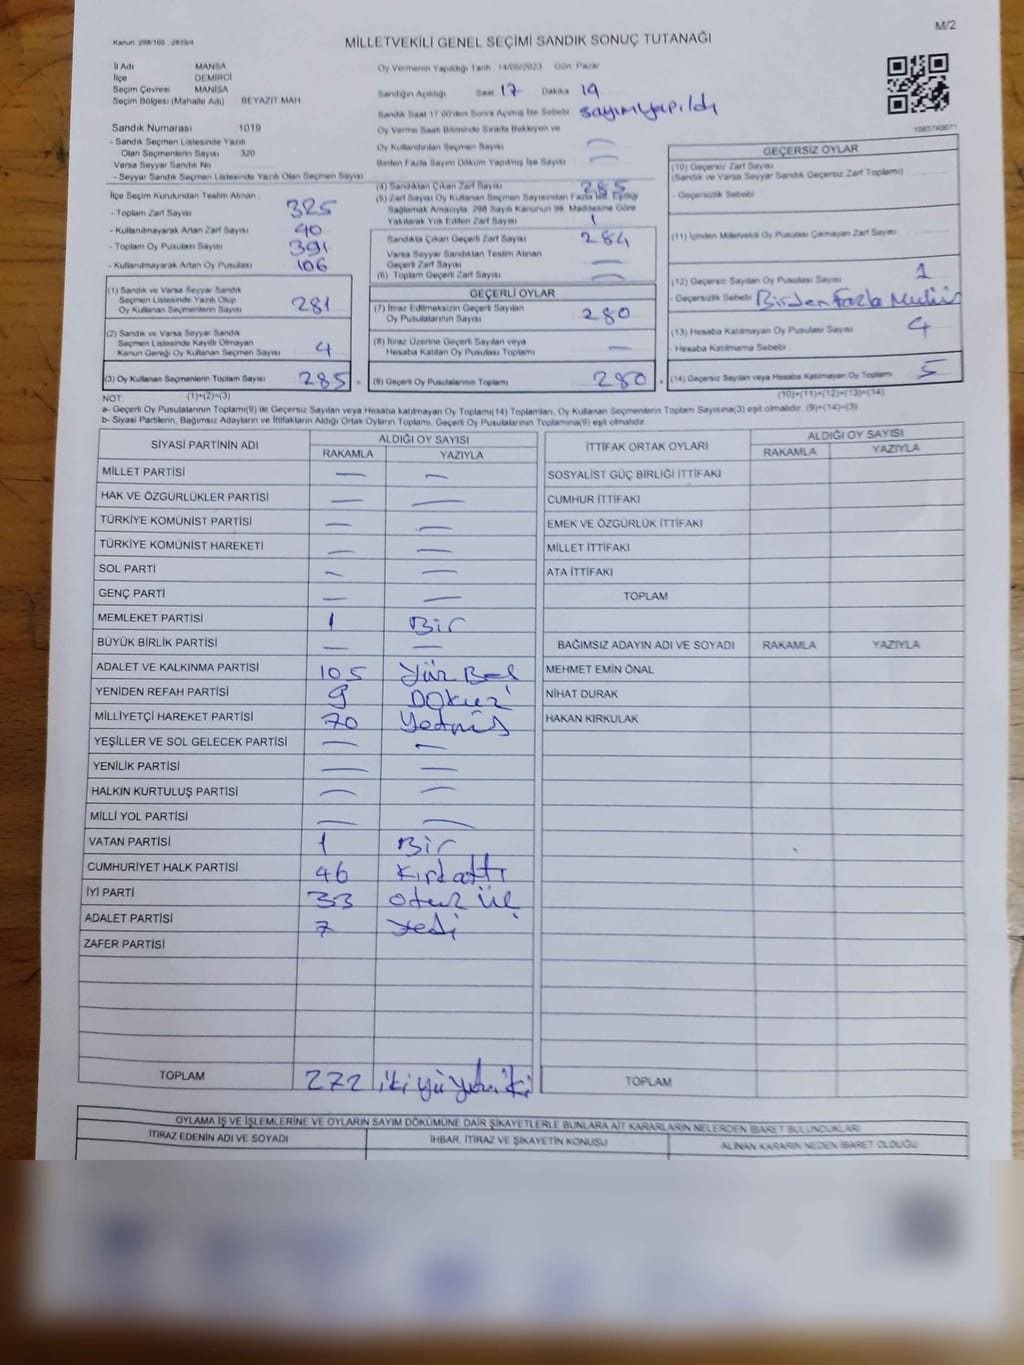 M/2
Kanun: 298/105 , 2839/4
MİLLETVEKİLİ GENEL SEÇİMİ SANDIK SONUÇ TUTANAĞI
İl Adı MANİSA
İlçe DEMİRCİ
Seçim Çevresi MANİSA
Seçim Bölgesi (Mahalle Adı) BEYAZIT MAH.
Oy Vermenin Yapıldığı Tarih 14/05/2023 Gün Pazar
Sandığın Açıldığı Saat 17 Dakika 19
Sandık Saat 17.00'den Sonra Açılmış İse Sebebi sayım yapıldı
Oy Verme Saati Bitiminde Sırada Bekleyen ve
Oy Kullandırılan Seçmen Sayısı —
Birden Fazla Sayım Döküm Yapılmış İse Sayısı —
Sandık Numarası 1019
- Sandık Seçmen Listesinde Yazılı
Olan Seçmenlerin Sayısı 320
Varsa Seyyar Sandık No
- Seyyar Sandık Seçmen Listesinde Yazılı Olan Seçmen Sayısı
İlçe Seçim Kurulundan Teslim Alınan :
- Toplam Zarf Sayısı 325
- Kullanılmayarak Artan Zarf Sayısı 40
- Toplam Oy Pusulası Sayısı 391
- Kullanılmayarak Artan Oy Pusulası 106
(1) Sandık ve Varsa Seyyar Sandık
Seçmen Listesinde Yazılı Olup
Oy Kullanan Seçmenlerin Sayısı 281
(2) Sandık ve Varsa Seyyar Sandık
Seçmen Listesinde Kayıtlı Olmayan
Kanun Gereği Oy Kullanan Seçmen Sayısı 4
(3) Oy Kullanan Seçmenlerin Toplam Sayısı 285 =
(4) Sandıktan Çıkan Zarf Sayısı 285
(5) Zarf Sayısı Oy Kullanan Seçmen Sayısından Fazla İse, Eşitliği
Sağlamak Amacıyla, 298 Sayılı Kanunun 98. Maddesine Göre
Yakılarak Yok Edilen Zarf Sayısı 1
Sandıkta Çıkan Geçerli Zarf Sayısı 284
Varsa Seyyar Sandıktan Teslim Alınan
Geçerli Zarf Sayısı —
(6) Toplam Geçerli Zarf Sayısı —
GEÇERLİ OYLAR
(7) İtiraz Edilmeksizin Geçerli Sayılan
Oy Pusulalarının Sayısı 280
(8) İtiraz Üzerine Geçerli Sayılan veya
Hesaba Katılan Oy Pusulası Toplamı —
(9) Geçerli Oy Pusulalarının Toplamı 280 +
1083740671
GEÇERSİZ OYLAR
(10) Geçersiz Zarf Sayısı
(Sandık ve Varsa Seyyar Sandık Geçersiz Zarf Toplamı)
- Geçersizlik Sebebi
(11) İçinden Milletvekili Oy Pusulası Çıkmayan Zarf Sayısı
(12) Geçersiz Sayılan Oy Pusulası Sayısı 1
- Geçersizlik Sebebi Birden Fazla Mühür
(13) Hesaba Katılmayan Oy Pusulası Sayısı 4
- Hesaba Katılmama Sebebi
(14) Geçersiz Sayılan veya Hesaba Katılmayan Oy Toplamı 5
NOT: (1)+(2)=(3) (10)+(11)+(12)+(13)=(14)
a- Geçerli Oy Pusulalarının Toplamı(9) ile Geçersiz Sayılan veya Hesaba katılmayan Oy Toplamı(14) Toplamları, Oy Kullanan Seçmenlerin Toplam Sayısına(3) eşit olmalıdır. (9)+(14)=(3)
b- Siyasi Partilerin, Bağımsız Adayların ve İttifakların Aldığı Ortak Oyların Toplamı, Geçerli Oy Pusulalarının Toplamına(9) eşit olmalıdır.
SİYASİ PARTİNİN ADI ALDIĞI OY SAYISI
RAKAMLA YAZIYLA
MİLLET PARTİSİ — —
HAK VE ÖZGÜRLÜKLER PARTİSİ — —
TÜRKİYE KOMÜNİST PARTİSİ — —
TÜRKİYE KOMÜNİST HAREKETİ — —
SOL PARTİ — —
GENÇ PARTİ — —
MEMLEKET PARTİSİ 1 Bir
BÜYÜK BİRLİK PARTİSİ — —
ADALET VE KALKINMA PARTİSİ 105 Yüz Beş
YENİDEN REFAH PARTİSİ 9 Dokuz
MİLLİYETÇİ HAREKET PARTİSİ 70 Yetmiş
YEŞİLLER VE SOL GELECEK PARTİSİ — —
YENİLİK PARTİSİ — —
HALKIN KURTULUŞ PARTİSİ — —
MİLLİ YOL PARTİSİ — —
VATAN PARTİSİ 1 Bir
CUMHURİYET HALK PARTİSİ 46 Kırk altı
İYİ PARTİ 33 otuz üç
ADALET PARTİSİ 7 Yedi
ZAFER PARTİSİ
TOPLAM 272
İTTİFAK ORTAK OYLARI ALDIĞI OY SAYISI
RAKAMLA YAZIYLA
SOSYALİST GÜÇ BİRLİĞİ İTTİFAKI
CUMHUR İTTİFAKI
EMEK VE ÖZGÜRLÜK İTTİFAKI
MİLLET İTTİFAKI
ATA İTTİFAKI
TOPLAM
BAĞIMSIZ ADAYIN ADI VE SOYADI RAKAMLA YAZIYLA
MEHMET EMİN ÖNAL
NİHAT DURAK
HAKAN KIRKULAK
TOPLAM
OYLAMA İŞ VE İŞLEMLERİNE VE OYLARIN SAYIM DÖKÜMÜNE DAİR ŞİKAYETLERLE BUNLARA AİT KARARLARIN NELERDEN İBARET BULUNDUKLARI
İTİRAZ EDENİN ADI VE SOYADI İHBAR, İTİRAZ VE ŞİKAYETİN KONUSU ALINAN KARARIN NEDEN İBARET OLDUĞU